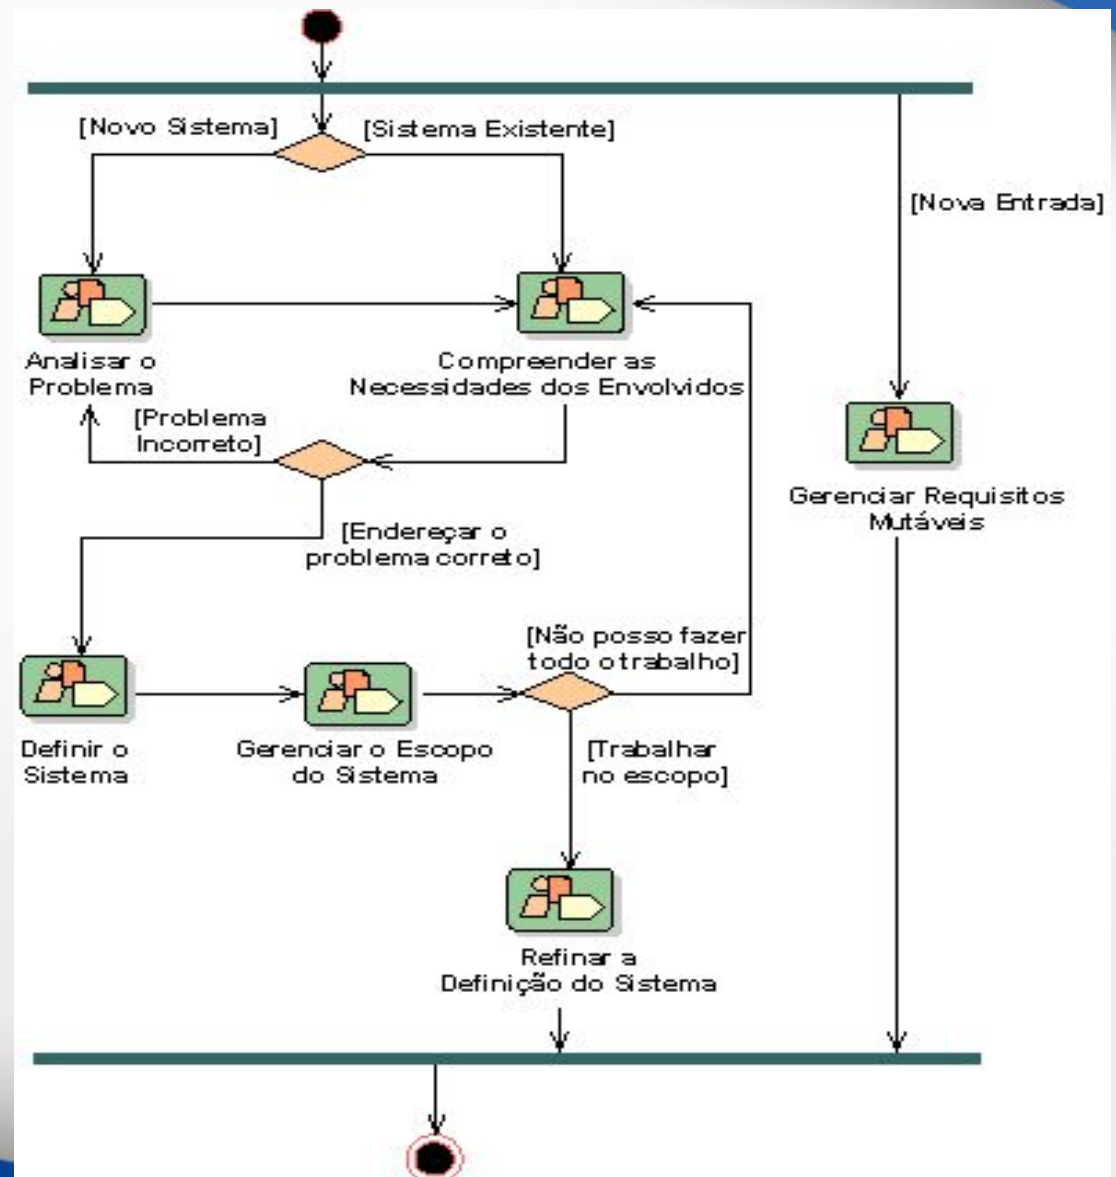 [Novo Sistema]
[Sistema Existente]
[Nova Entrada]
Analisar o
Problema
Compreender as
Necessidades dos Envolvidos
[Problema
Incorreto]
Gerenciar Requisitos
Mutáveis
[Endereçar o
problema correto]
[Não posso fazer
todo o trabalho]
Definir o
Sistema
Gerenciar o Escopo
do Sistema
[Trabalhar
no escopo]
Refinar a
Definição do Sistema